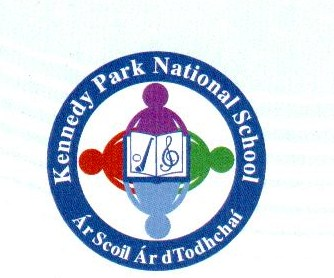 Kennedy Park National School
Ár Scoil Ár dTodhchaí